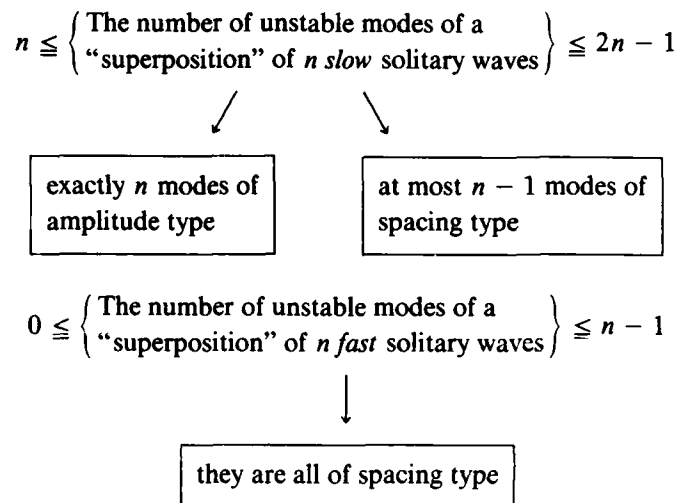 n ≦ { The number of unstable modes of a
"superposition" of n slow solitary waves } ≦ 2n − 1
exactly n modes of
amplitude type
at most n − 1 modes of
spacing type
0 ≦ { The number of unstable modes of a
"superposition" of n fast solitary waves } ≦ n − 1
they are all of spacing type